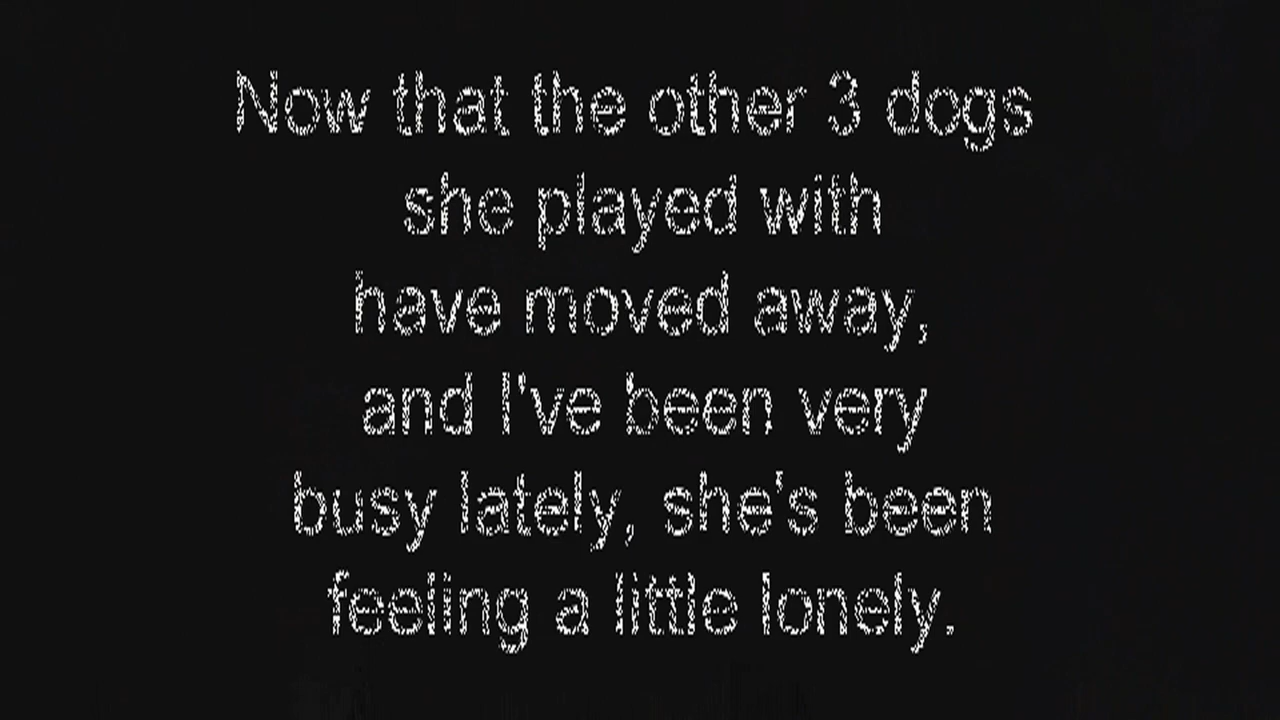 Now that the other 3 dogs
she played with
have moved away,
and I've been very
busy lately, she's been
feeling a little lonely.